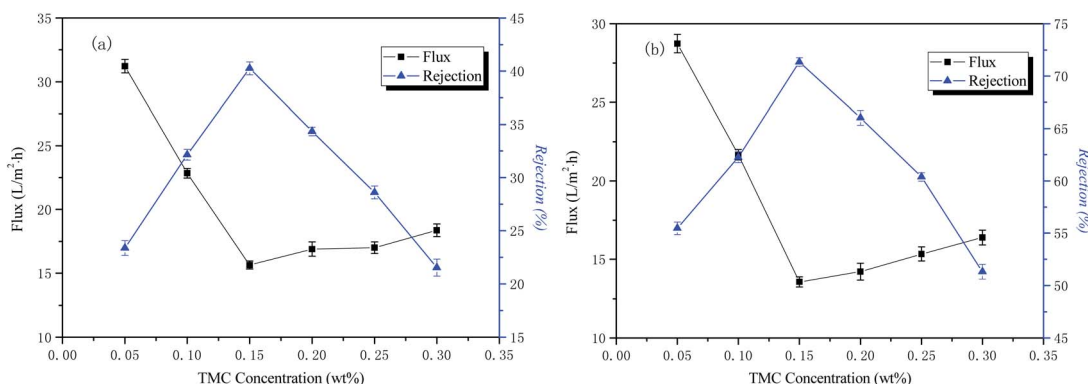 (a)
Flux
Rejection
Flux (L/m²·h)
35
30
25
20
15
10
Rejection (%)
45
40
35
30
25
20
15
0.00 0.05 0.10 0.15 0.20 0.25 0.30 0.35
TMC Concentration (wt%)
(b)
Flux
Rejection
Flux (L/m²·h)
30
25
20
15
10
Rejection (%)
75
70
65
60
55
50
45
0.00 0.05 0.10 0.15 0.20 0.25 0.30 0.35
TMC Concentration (wt%)